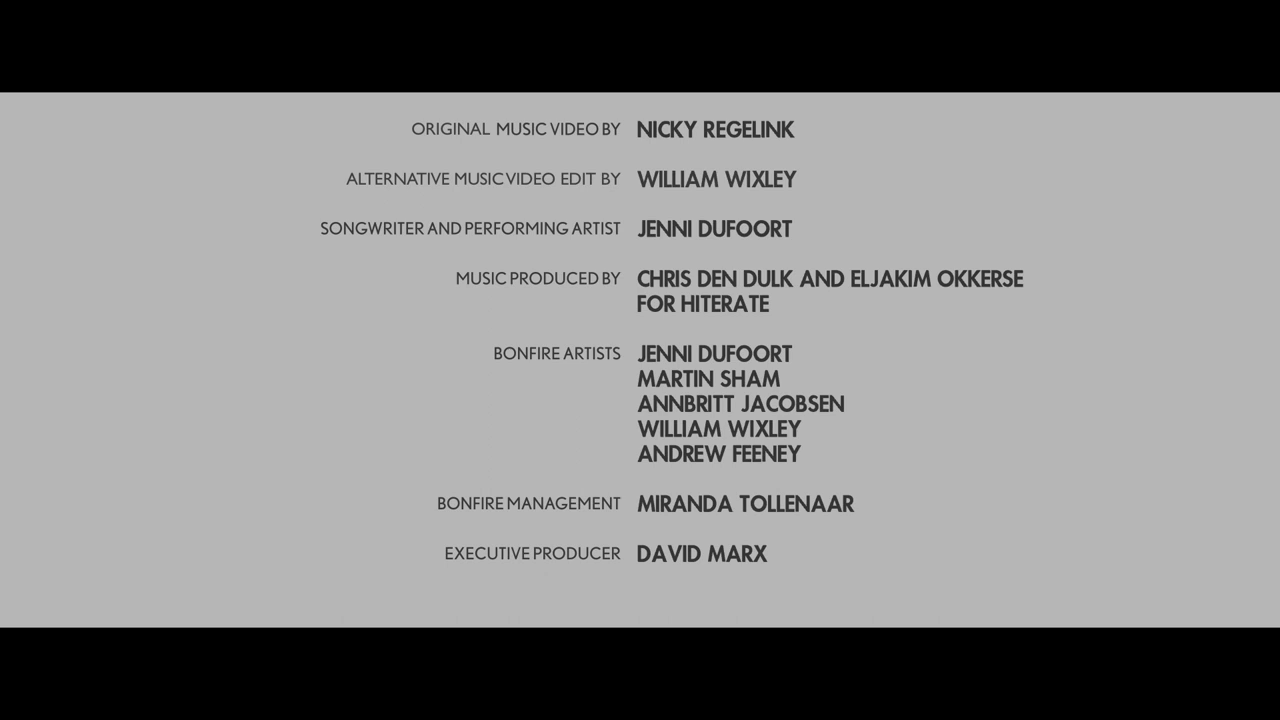 ORIGINAL MUSIC VIDEO BY NICKY REGELINK
ALTERNATIVE MUSIC VIDEO EDIT BY WILLIAM WIXLEY
SONGWRITER AND PERFORMING ARTIST JENNI DUFOORT
MUSIC PRODUCED BY CHRIS DEN DULK AND ELJAKIM OKKERSE
FOR HITERATE
BONFIRE ARTISTS JENNI DUFOORT
MARTIN SHAM
ANNBRITT JACOBSEN
WILLIAM WIXLEY
ANDREW FEENEY
BONFIRE MANAGEMENT MIRANDA TOLLENAAR
EXECUTIVE PRODUCER DAVID MARX